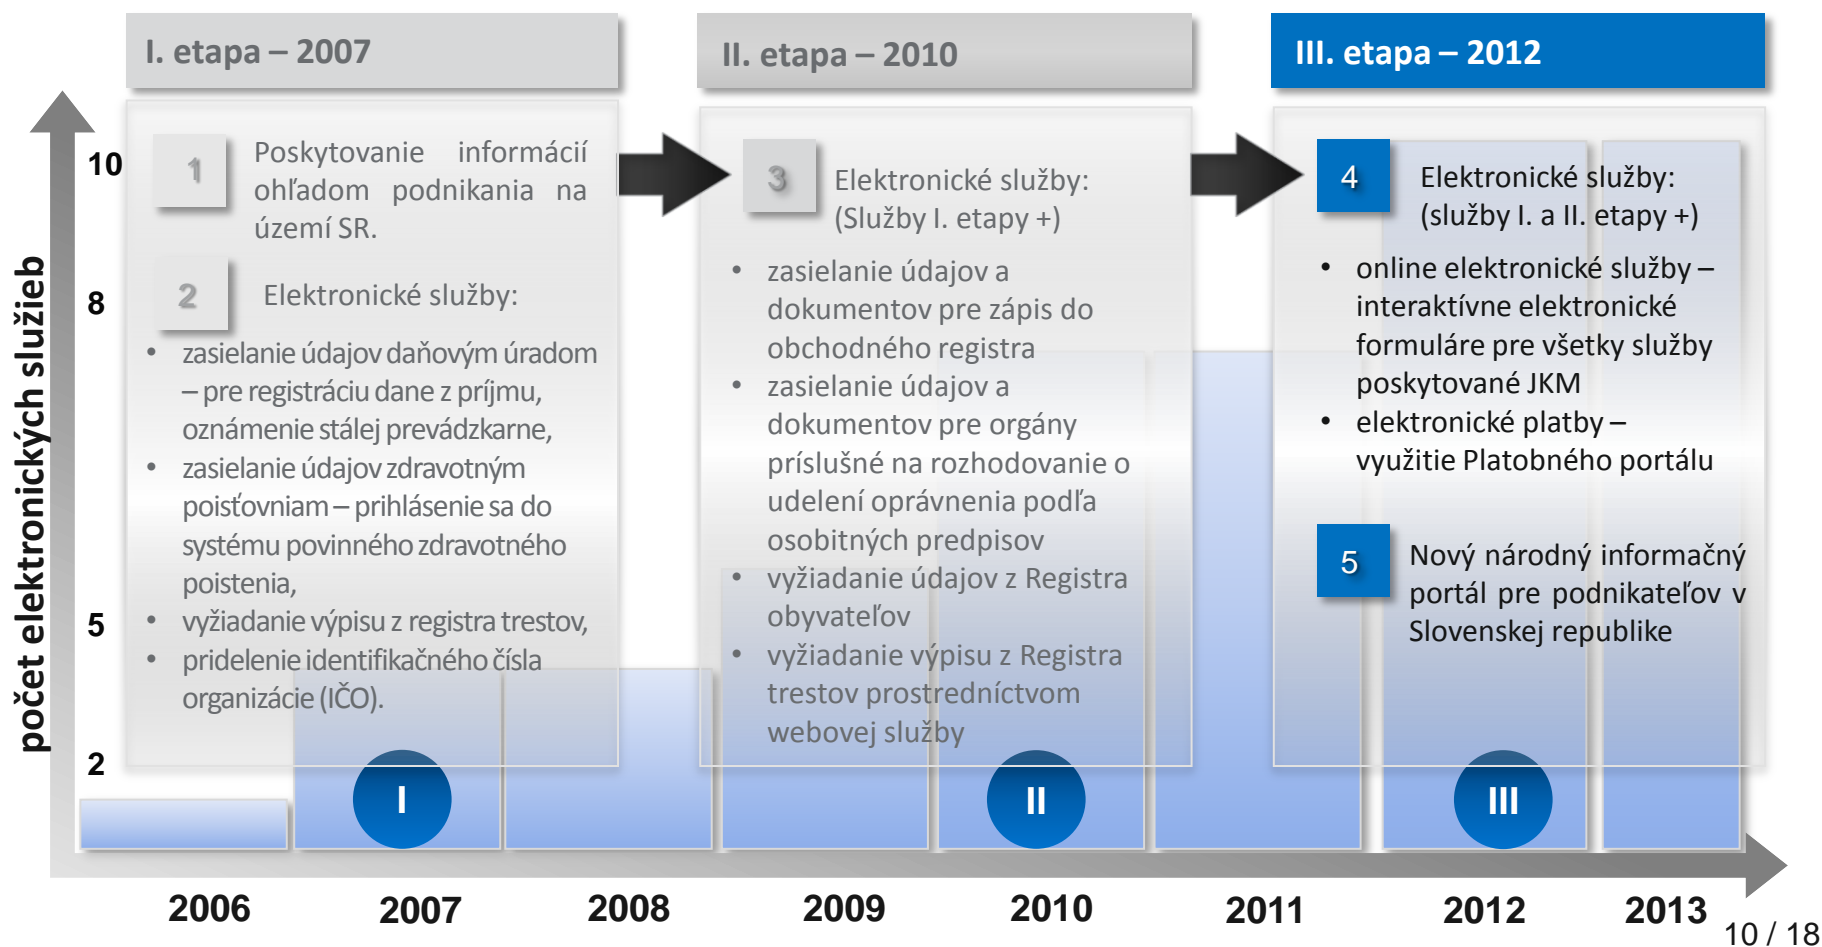 I. etapa – 2007
II. etapa – 2010
III. etapa – 2012
počet elektronických služieb
10
8
5
2
1
Poskytovanie informácií
ohľadom podnikania na
území SR.
2
Elektronické služby:
• zasielanie údajov daňovým úradom
– pre registráciu dane z príjmu,
oznámenie stálej prevádzkarne,
• zasielanie údajov zdravotným
poisťovniam – prihlásenie sa do
systému povinného zdravotného
poistenia,
• vyžiadanie výpisu z registra trestov,
• pridelenie identifikačného čísla
organizácie (IČO).
3
Elektronické služby:
(Služby I. etapy +)
• zasielanie údajov a
dokumentov pre zápis do
obchodného registra
• zasielanie údajov a
dokumentov pre orgány
príslušné na rozhodovanie o
udelení oprávnenia podľa
osobitných predpisov
• vyžiadanie údajov z Registra
obyvateľov
• vyžiadanie výpisu z Registra
trestov prostredníctvom
webovej služby
4
Elektronické služby:
(služby I. a II. etapy +)
• online elektronické služby –
interaktívne elektronické
formuláre pre všetky služby
poskytované JKM
• elektronické platby –
využitie Platobného portálu
5
Nový národný informačný
portál pre podnikateľov v
Slovenskej republike
I
II
III
2006
2007
2008
2009
2010
2011
2012
2013
10 / 18